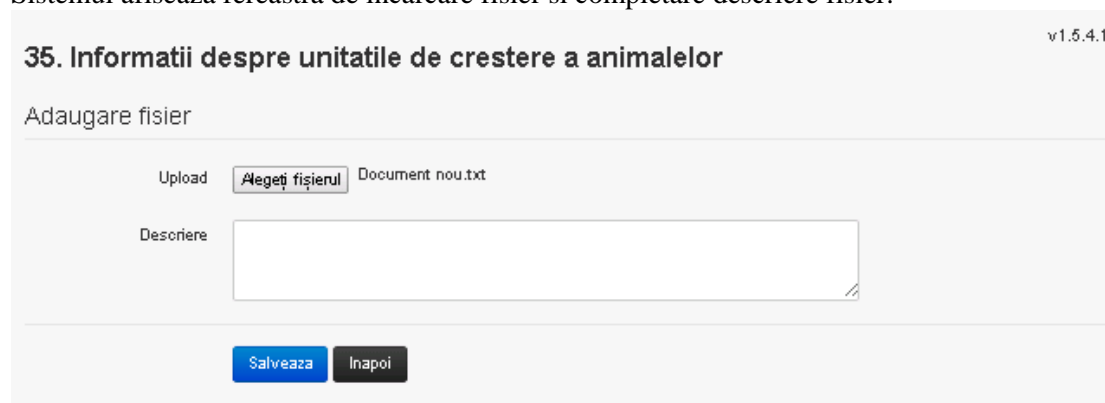 Sistemul afiseaza fereastra de incarcare fisier si completare descriere fisier:
v1.5.4.1
35. Informatii despre unitatile de crestere a animalelor
Adaugare fisier
Upload Alegeți fișierul Document nou.txt
Descriere
Salveaza Inapoi